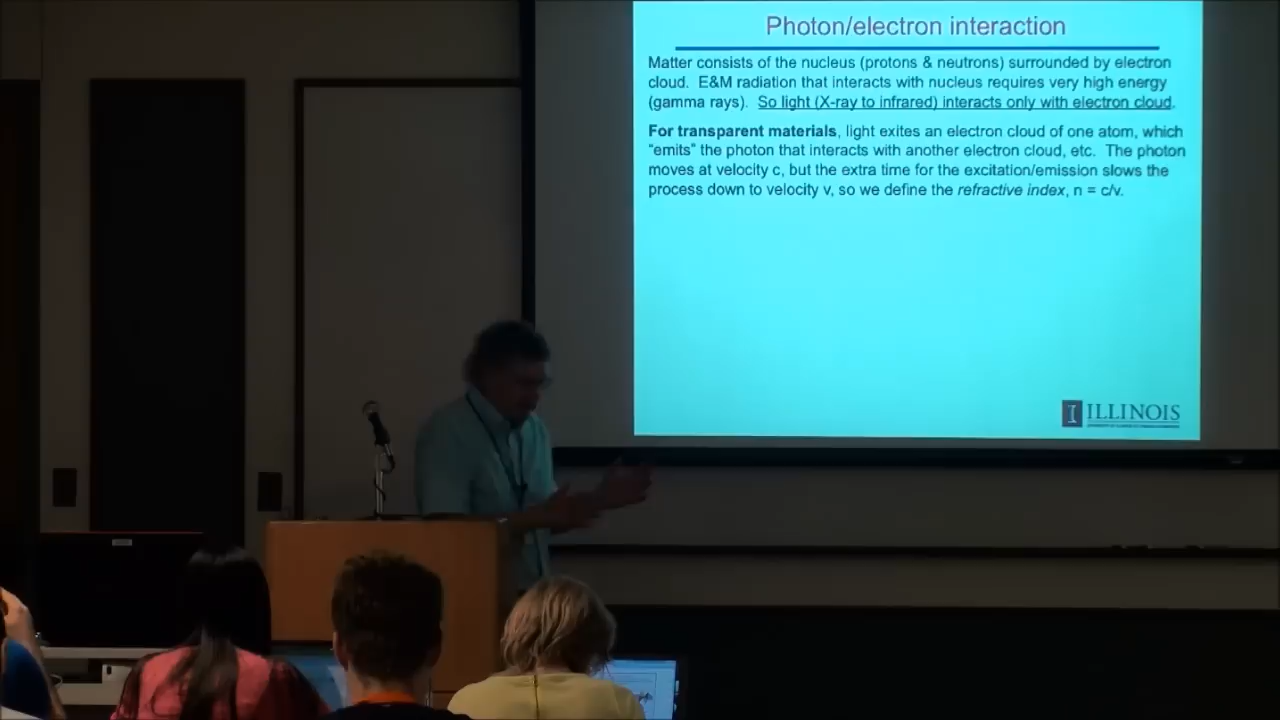 Photon/electron interaction
Matter consists of the nucleus (protons & neutrons) surrounded by electron
cloud. E&M radiation that interacts with nucleus requires very high energy
(gamma rays). So light (X-ray to infrared) interacts only with electron cloud.
For transparent materials, light exites an electron cloud of one atom, which
"emits" the photon that interacts with another electron cloud, etc. The photon
moves at velocity c, but the extra time for the excitation/emission slows the
process down to velocity v, so we define the refractive index, n = c/v.
I ILLINOIS